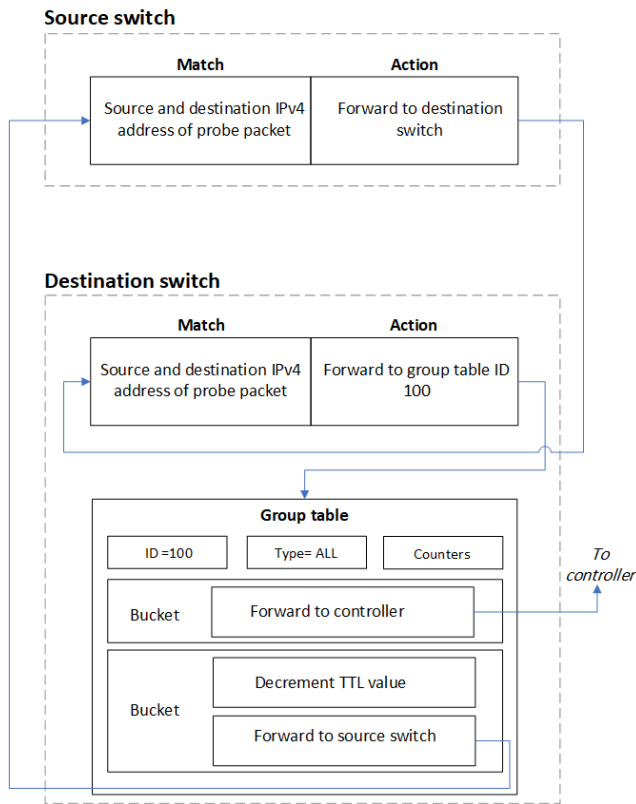 Source switch
Match
Action
Source and destination IPv4
address of probe packet
Forward to destination
switch
Destination switch
Match
Action
Source and destination IPv4
address of probe packet
Forward to group table ID
100
Group table
ID =100
Type= ALL
Counters
To
controller
Bucket
Forward to controller
Bucket
Decrement TTL value
Forward to source switch